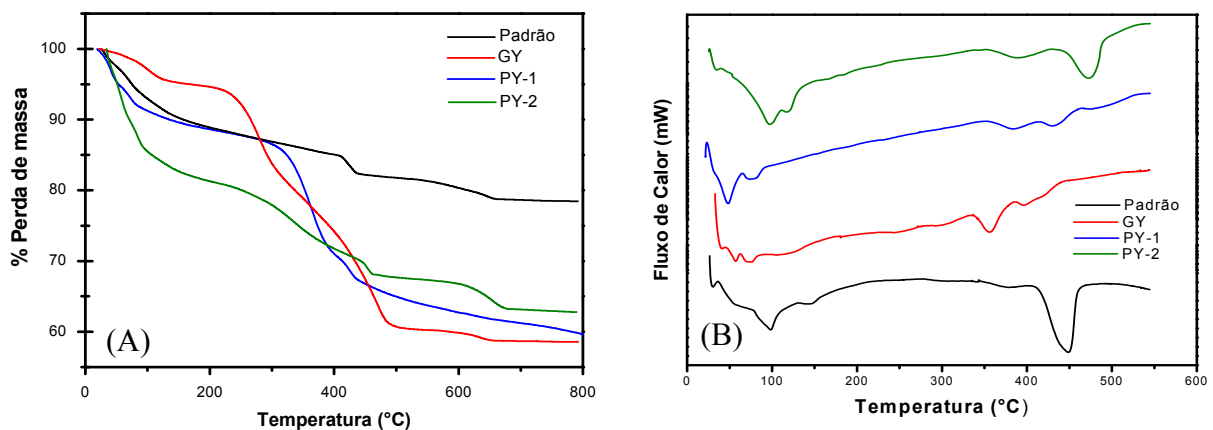 % Perda de massa
100
90
80
70
60
0
200
400
600
800
Temperatura (°C)
Padrão
GY
PY-1
PY-2
(A)
Fluxo de Calor (mW)
0
100
200
300
400
500
600
Temperatura (°C)
Padrão
GY
PY-1
PY-2
(B)